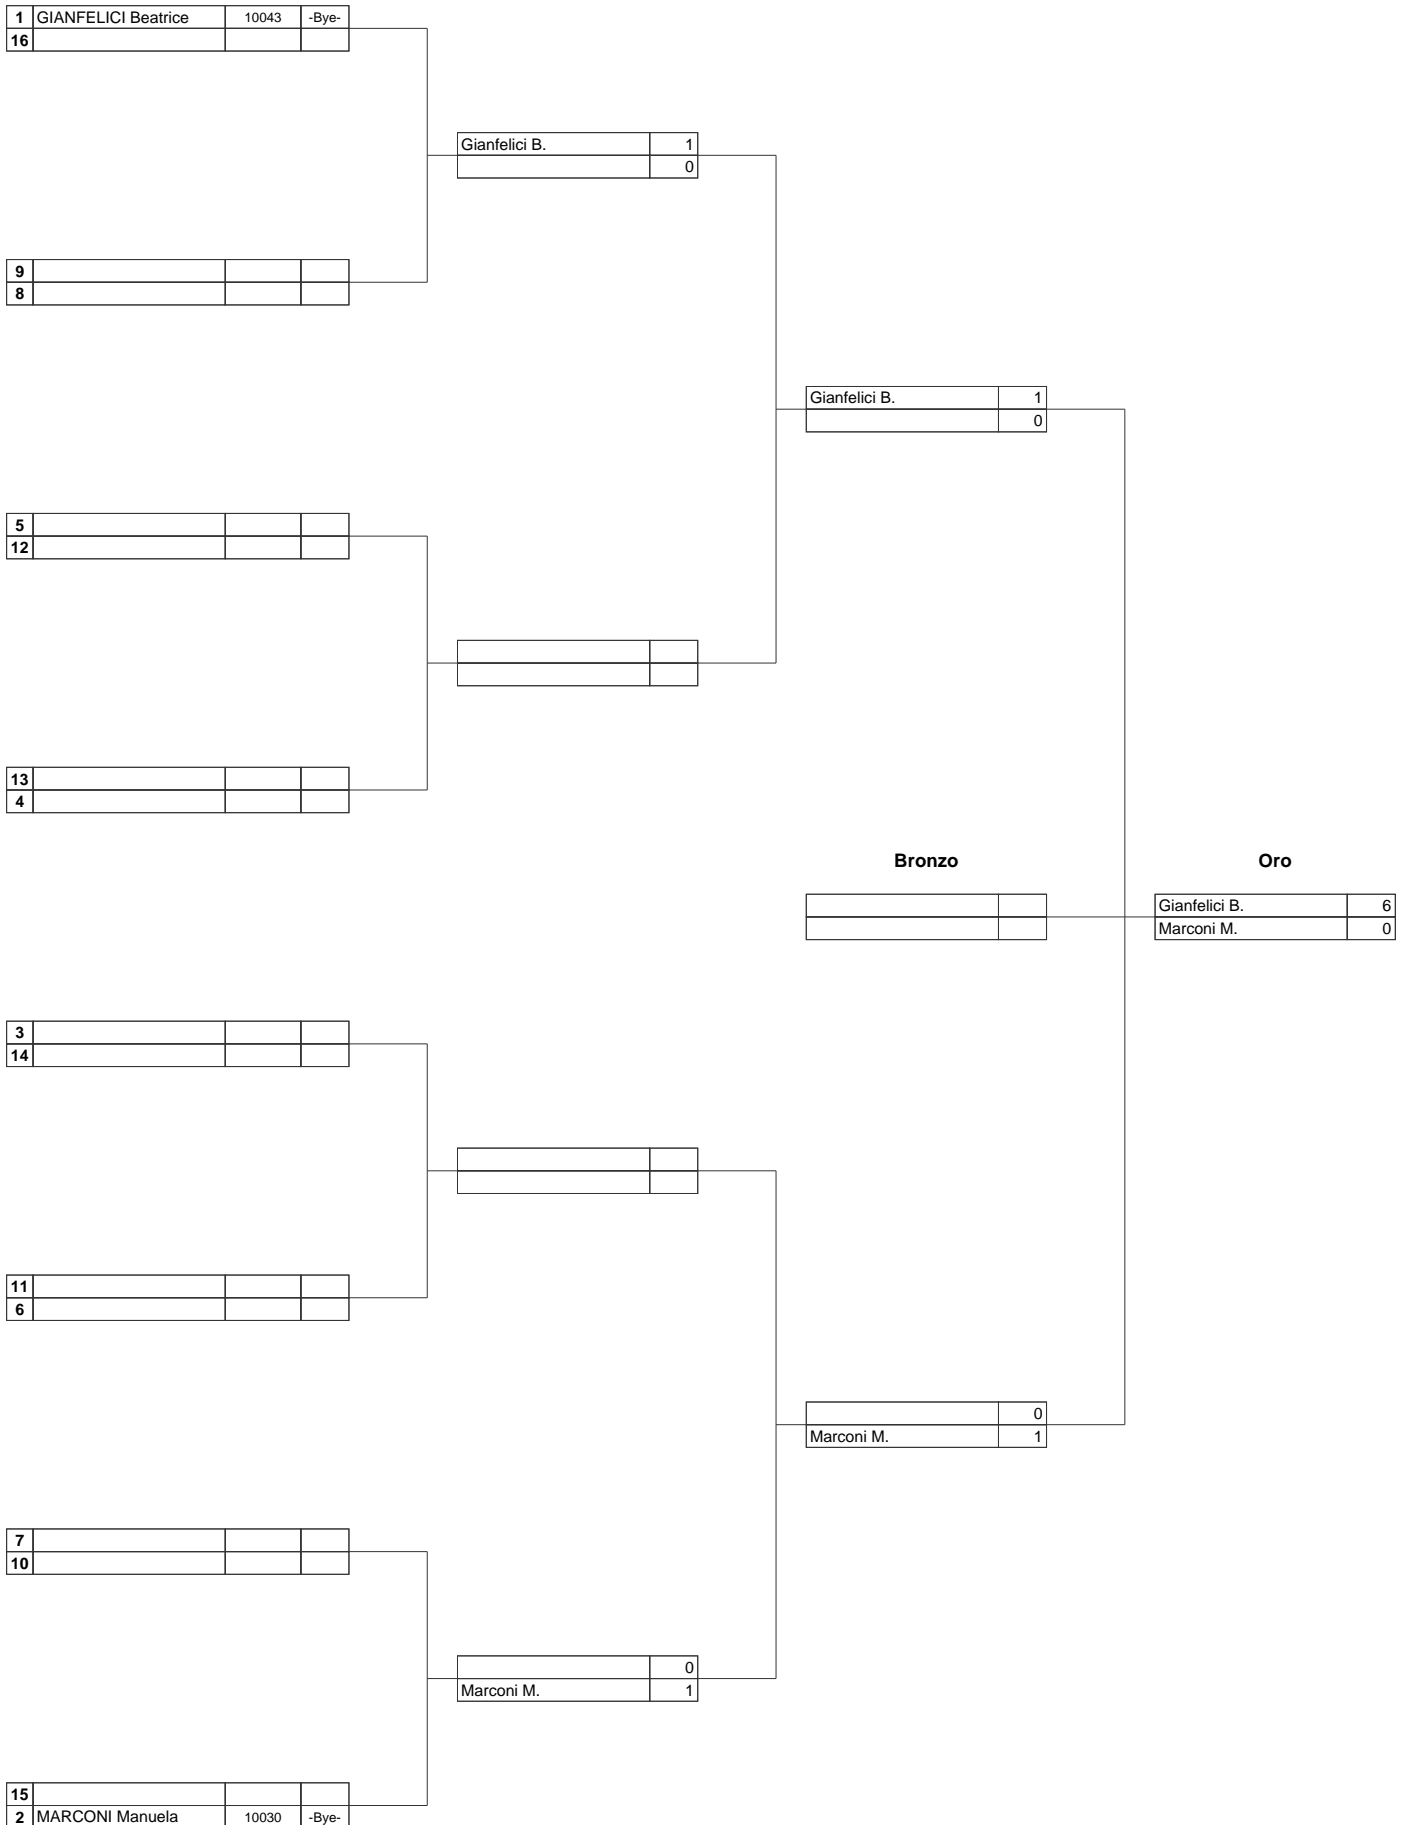 1 GIANFELICI Beatrice 10043 -Bye-
16
Gianfelici B. 1
0
9
8
Gianfelici B. 1
0
5
12
13
4
Bronzo Oro
Gianfelici B. 6
Marconi M. 0
3
14
11
6
0
Marconi M. 1
7
10
0
Marconi M. 1
15
2 MARCONI Manuela 10030 -Bye-